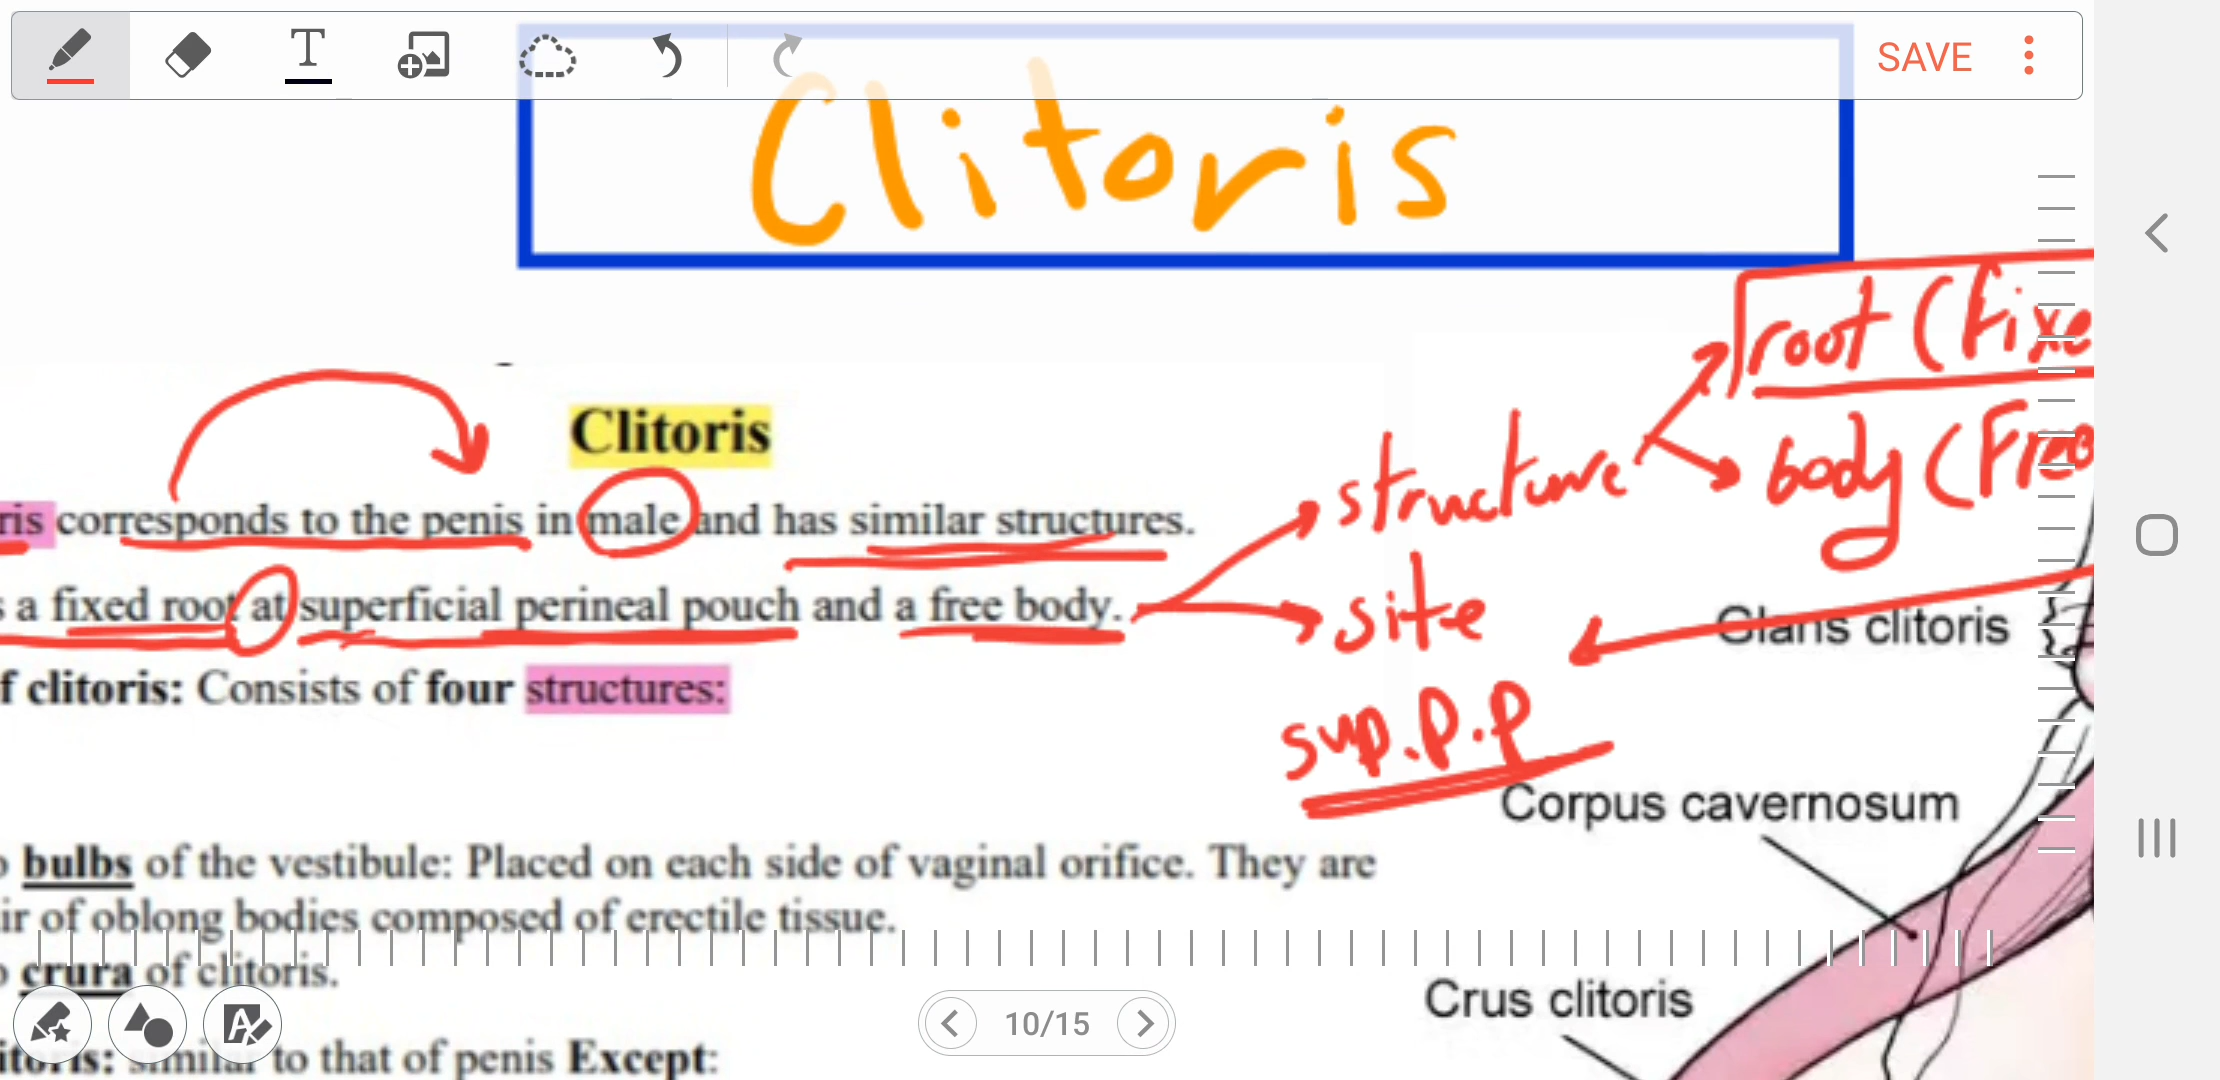 T
SAVE
Clitoris
root (Fixe
Clitoris
body (Free
structure
ris corresponds to the penis in male and has similar structures.
s a fixed root at superficial perineal pouch and a free body.
site
Glans clitoris
f clitoris: Consists of four structures:
sup.p.p
Corpus cavernosum
o bulbs of the vestibule: Placed on each side of vaginal orifice. They are
ir of oblong bodies composed of erectile tissue.
o crura of clitoris.
Crus clitoris
10/15
itoris: similar to that of penis Except: